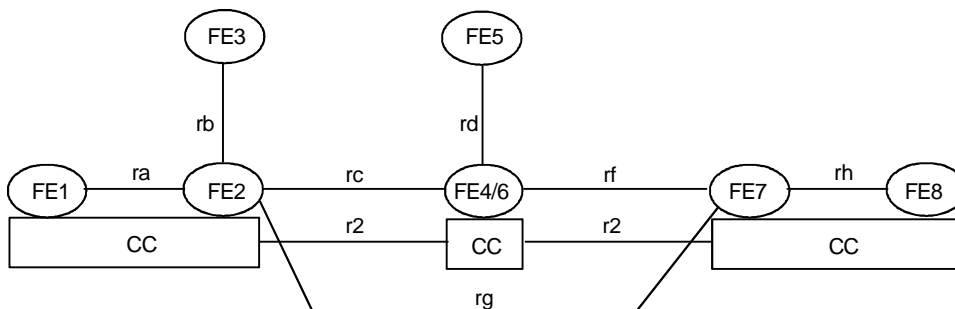 FE3 FE5
rb rd
FE1 ra FE2 rc FE4/6 rf FE7 rh FE8
CC r2 CC r2 CC
rg